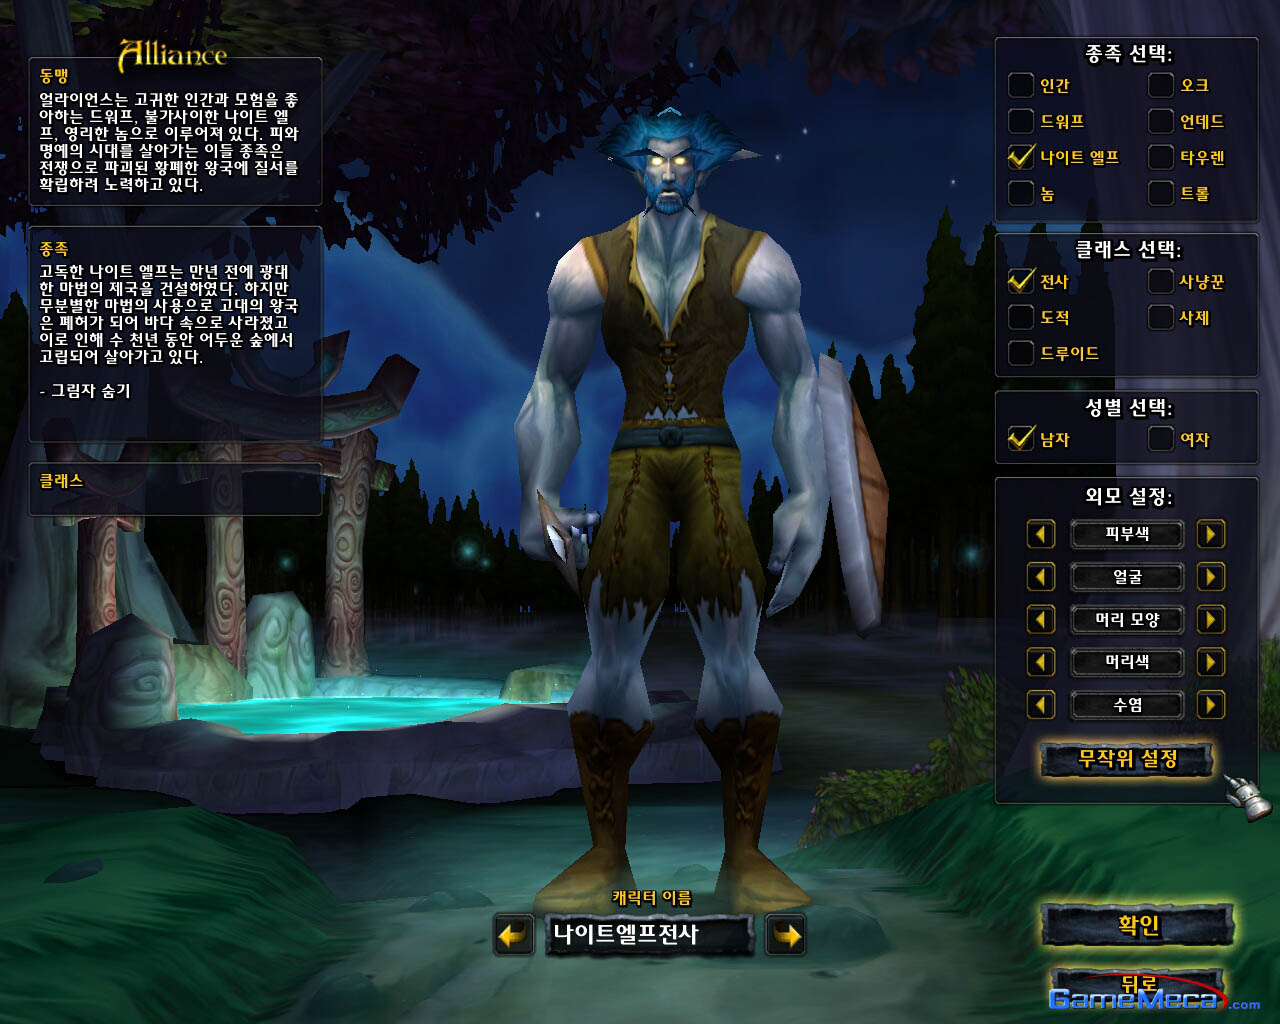 Alliance
동맹
얼라이언스는 고귀한 인간과 모험을 좋
아하는 드워프, 불가사이한 나이트 엘
프, 영리한 놈으로 이루어져 있다. 피와
명예의 시대를 살아가는 이들 종족은
전쟁으로 파괴된 황폐한 왕국에 질서를
확립하려 노력하고 있다.
종족
고독한 나이트 엘프는 만년 전에 광대
한 마법의 제국을 건설하였다. 하지만
무분별한 마법의 사용으로 고대의 왕국
은 폐허가 되어 바다 속으로 사라졌고
이로 인해 수 천년 동안 어두운 숲에서
고립되어 살아가고 있다.
- 그림자 숨기
클래스
종족 선택:
인간 오크
드워프 언데드
나이트 엘프 타우렌
놈 트롤
클래스 선택:
전사 사냥꾼
도적 사제
드루이드
성별 선택:
남자 여자
외모 설정:
피부색
얼굴
머리 모양
머리색
수염
무작위 설정
캐릭터 이름
나이트엘프전사
확인
뒤로
GameMeca.com